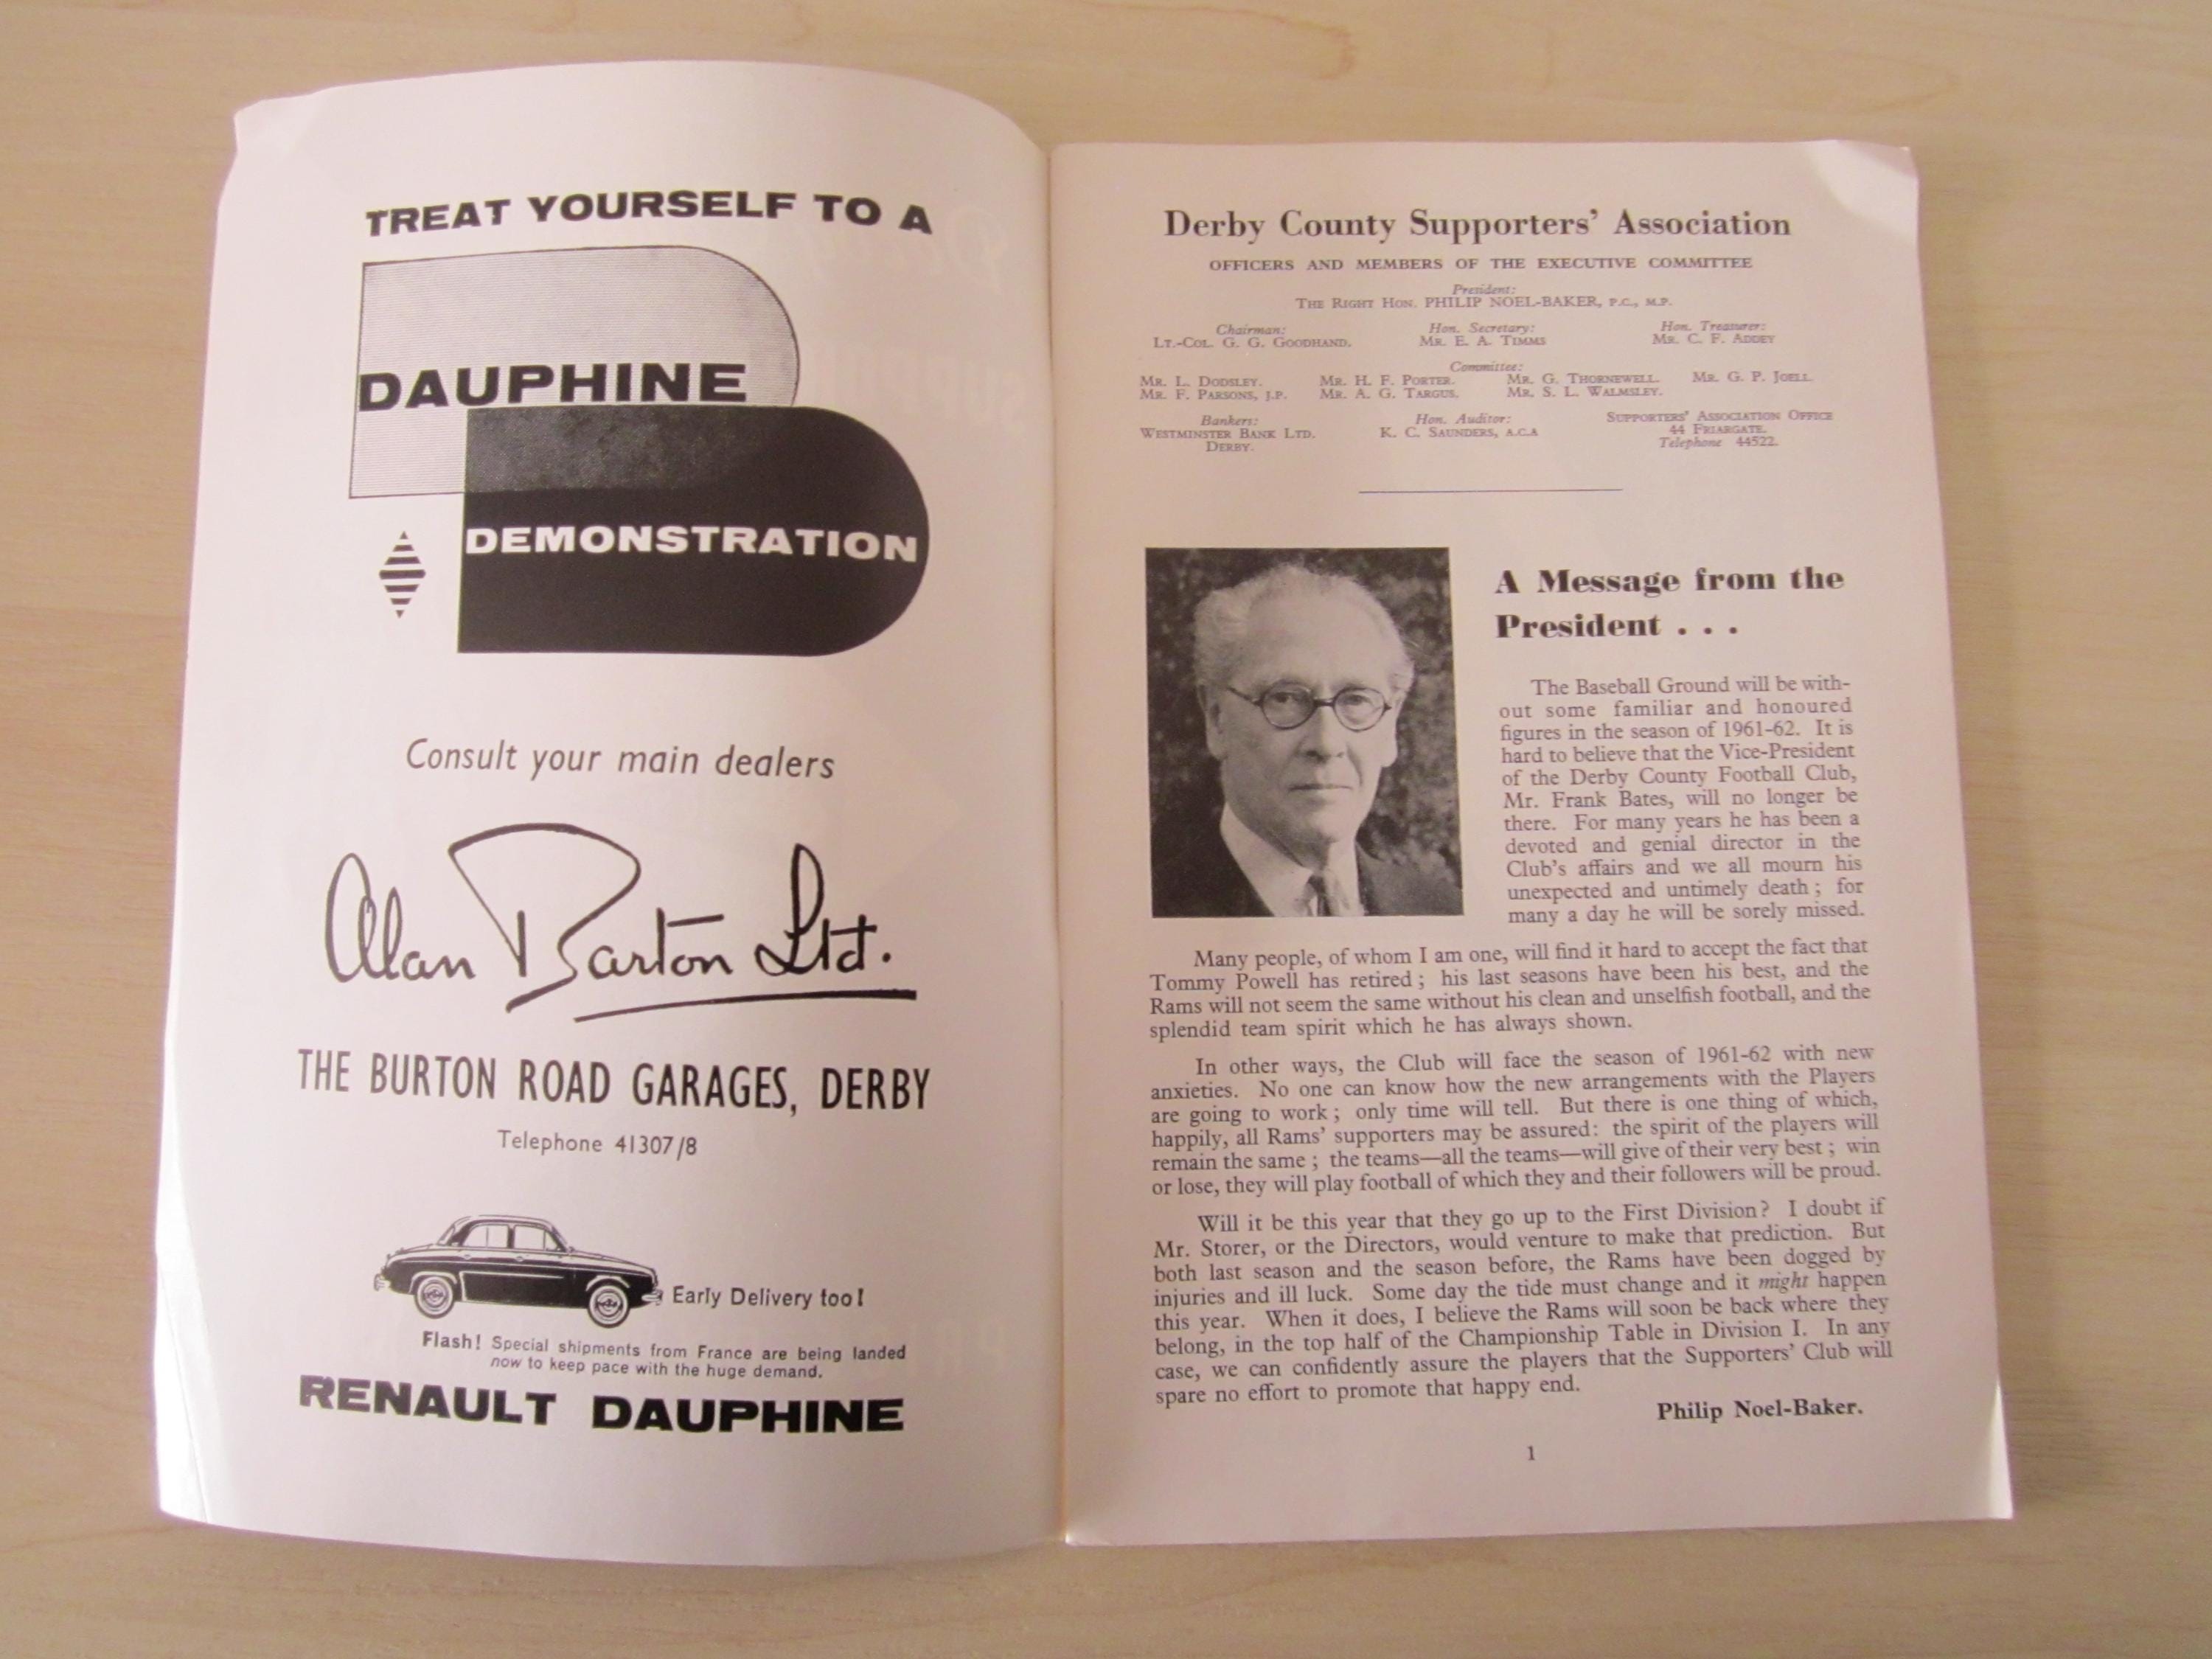 TREAT YOURSELF TO A
DAUPHINE
DEMONSTRATION
Consult your main dealers
Alan Barton Ltd.
THE BURTON ROAD GARAGES, DERBY
Telephone 41307/8
Early Delivery too!
Flash! Special shipments from France are being landed
now to keep pace with the huge demand.
RENAULT DAUPHINE
Derby County Supporters' Association
OFFICERS AND MEMBERS OF THE EXECUTIVE COMMITTEE
President:
THE RIGHT HON. PHILIP NOEL-BAKER, P.C., M.P.
Chairman:
LT.-COL. G. G. GOODHAND.
Hon. Secretary:
MR. E. A. TIMMS
Hon. Treasurer:
MR. C. F. ADDEY
Committee:
MR. L. DODSLEY. MR. H. F. PORTER. MR. G. THORNEWELL. MR. G. P. JOELL.
MR. F. PARSONS, J.P. MR. A. G. TARGUS. MR. S. L. WALMSLEY.
Bankers:
WESTMINSTER BANK LTD.
DERBY.
Hon. Auditor:
K. C. SAUNDERS, A.C.A
SUPPORTERS' ASSOCIATION OFFICE
44 FRIARGATE.
Telephone 44522.
A Message from the
President . . .
The Baseball Ground will be with-
out some familiar and honoured
figures in the season of 1961-62. It is
hard to believe that the Vice-President
of the Derby County Football Club,
Mr. Frank Bates, will no longer be
there. For many years he has been a
devoted and genial director in the
Club's affairs and we all mourn his
unexpected and untimely death; for
many a day he will be sorely missed.
Many people, of whom I am one, will find it hard to accept the fact that
Tommy Powell has retired; his last seasons have been his best, and the
Rams will not seem the same without his clean and unselfish football, and the
splendid team spirit which he has always shown.
In other ways, the Club will face the season of 1961-62 with new
anxieties. No one can know how the new arrangements with the Players
are going to work; only time will tell. But there is one thing of which,
happily, all Rams' supporters may be assured: the spirit of the players will
remain the same; the teams—all the teams—will give of their very best; win
or lose, they will play football of which they and their followers will be proud.
Will it be this year that they go up to the First Division? I doubt if
Mr. Storer, or the Directors, would venture to make that prediction. But
both last season and the season before, the Rams have been dogged by
injuries and ill luck. Some day the tide must change and it might happen
this year. When it does, I believe the Rams will soon be back where they
belong, in the top half of the Championship Table in Division I. In any
case, we can confidently assure the players that the Supporters' Club will
spare no effort to promote that happy end.
Philip Noel-Baker.
1